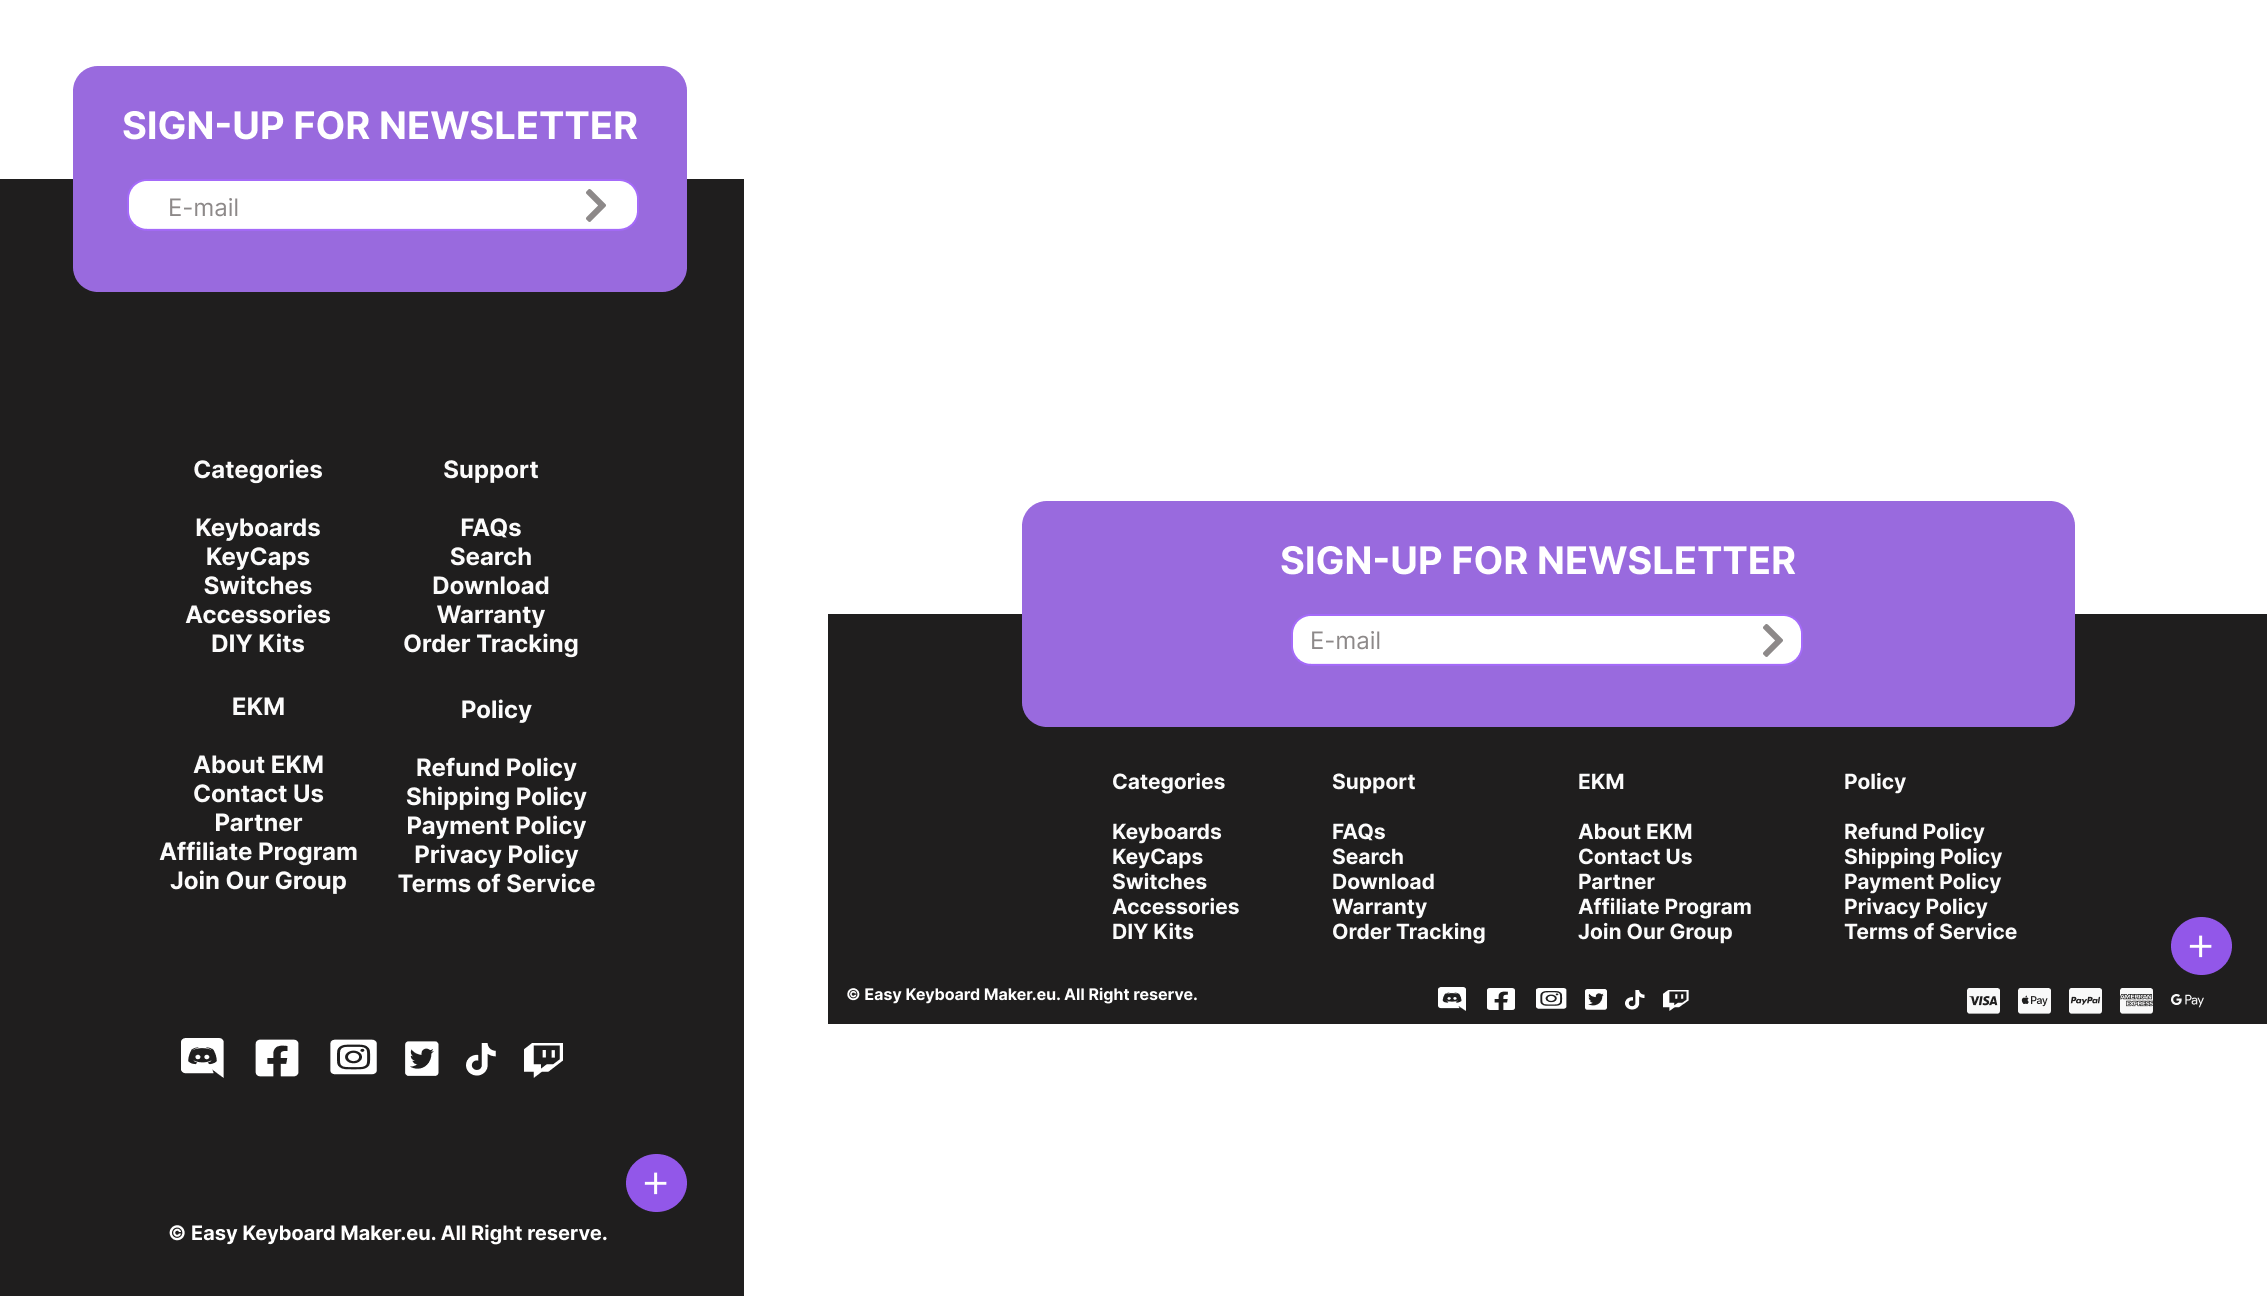 SIGN-UP FOR NEWSLETTER
E-mail
Categories
Keyboards
KeyCaps
Switches
Accessories
DIY Kits
Support
FAQs
Search
Download
Warranty
Order Tracking
EKM
About EKM
Contact Us
Partner
Affiliate Program
Join Our Group
Policy
Refund Policy
Shipping Policy
Payment Policy
Privacy Policy
Terms of Service
© Easy Keyboard Maker.eu. All Right reserve.
SIGN-UP FOR NEWSLETTER
E-mail
Categories
Keyboards
KeyCaps
Switches
Accessories
DIY Kits
Support
FAQs
Search
Download
Warranty
Order Tracking
EKM
About EKM
Contact Us
Partner
Affiliate Program
Join Our Group
Policy
Refund Policy
Shipping Policy
Payment Policy
Privacy Policy
Terms of Service
© Easy Keyboard Maker.eu. All Right reserve.
VISA
Pay
PayPal
AMERICAN
EXPRESS
G Pay